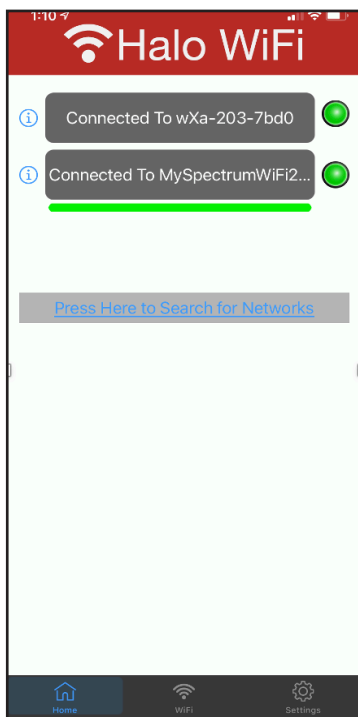 1:10
Halo WiFi
Connected To wXa-203-7bd0
Connected To MySpectrumWiFi2...
Press Here to Search for Networks
Home
WiFi
Settings